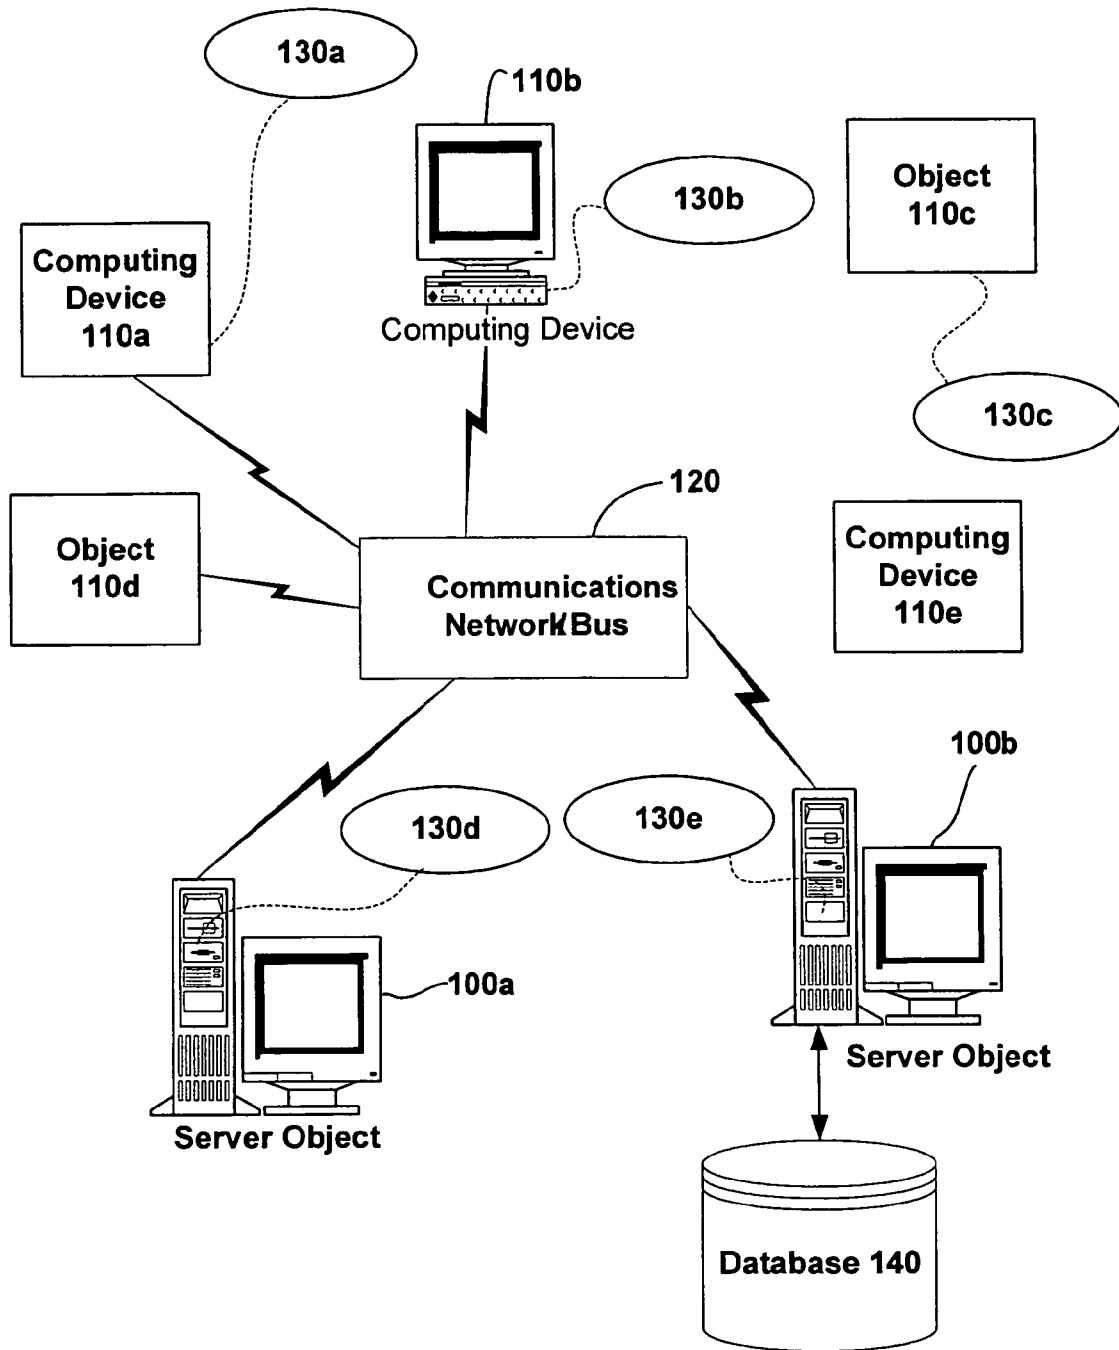 130a
110b
130b
Object
110c
Computing
Device
110a
Computing Device
130c
120
Object
110d
Communications
Network/Bus
Computing
Device
110e
100b
130d
130e
100a
Server Object
Server Object
Database 140